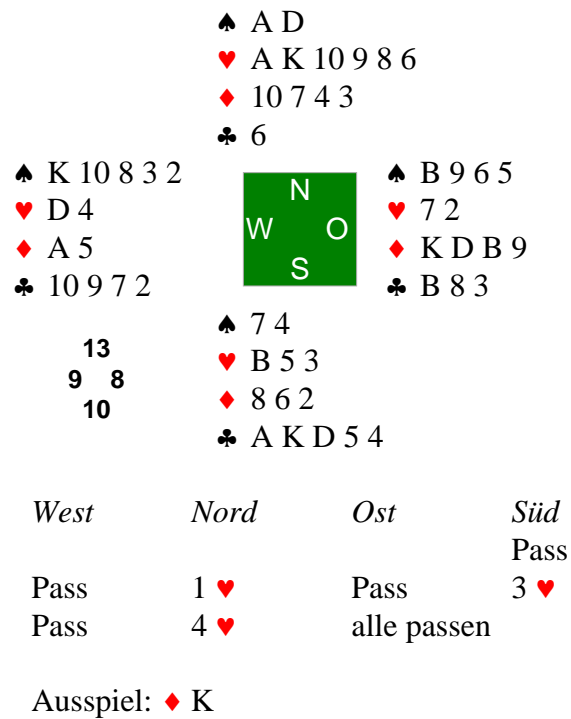 ♠ A D
♥ A K 10 9 8 6
♦ 10 7 4 3
♣ 6
♠ K 10 8 3 2
♥ D 4
♦ A 5
♣ 10 9 7 2
N
W O
S
♠ B 9 6 5
♥ 7 2
♦ K D B 9
♣ B 8 3
13
9 8
10
♠ 7 4
♥ B 5 3
♦ 8 6 2
♣ A K D 5 4
West Nord Ost Süd
Pass
Pass 1 ♥ Pass 3 ♥
Pass 4 ♥ alle passen
Ausspiel: ♦ K